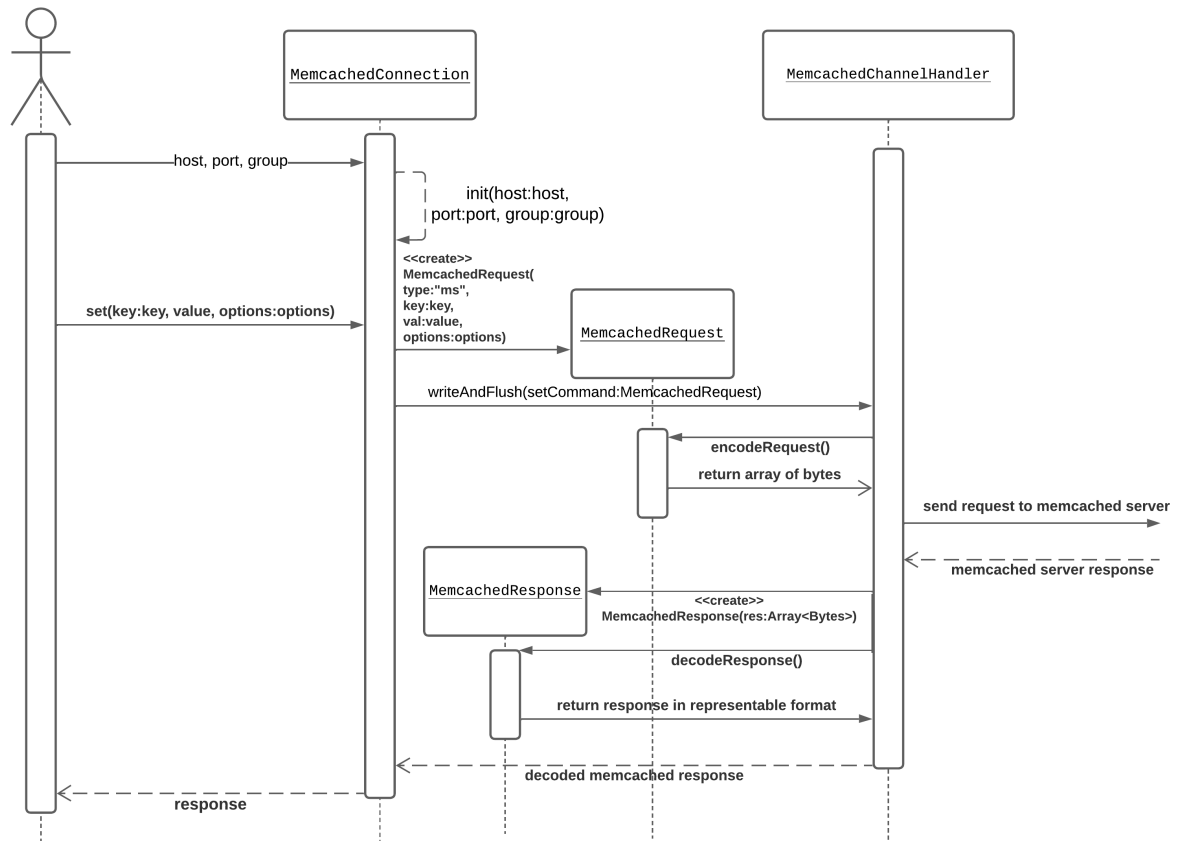 MemcachedConnection
MemcachedChannelHandler
host, port, group
init(host:host,
port:port, group:group)
<<create>>
MemcachedRequest(
type:"ms",
key:key,
val:value,
options:options)
set(key:key, value, options:options)
MemcachedRequest
writeAndFlush(setCommand:MemcachedRequest)
encodeRequest()
return array of bytes
send request to memcached server
memcached server response
MemcachedResponse
<<create>>
MemcachedResponse(res:Array<Bytes>)
decodeResponse()
return response in representable format
decoded memcached response
response